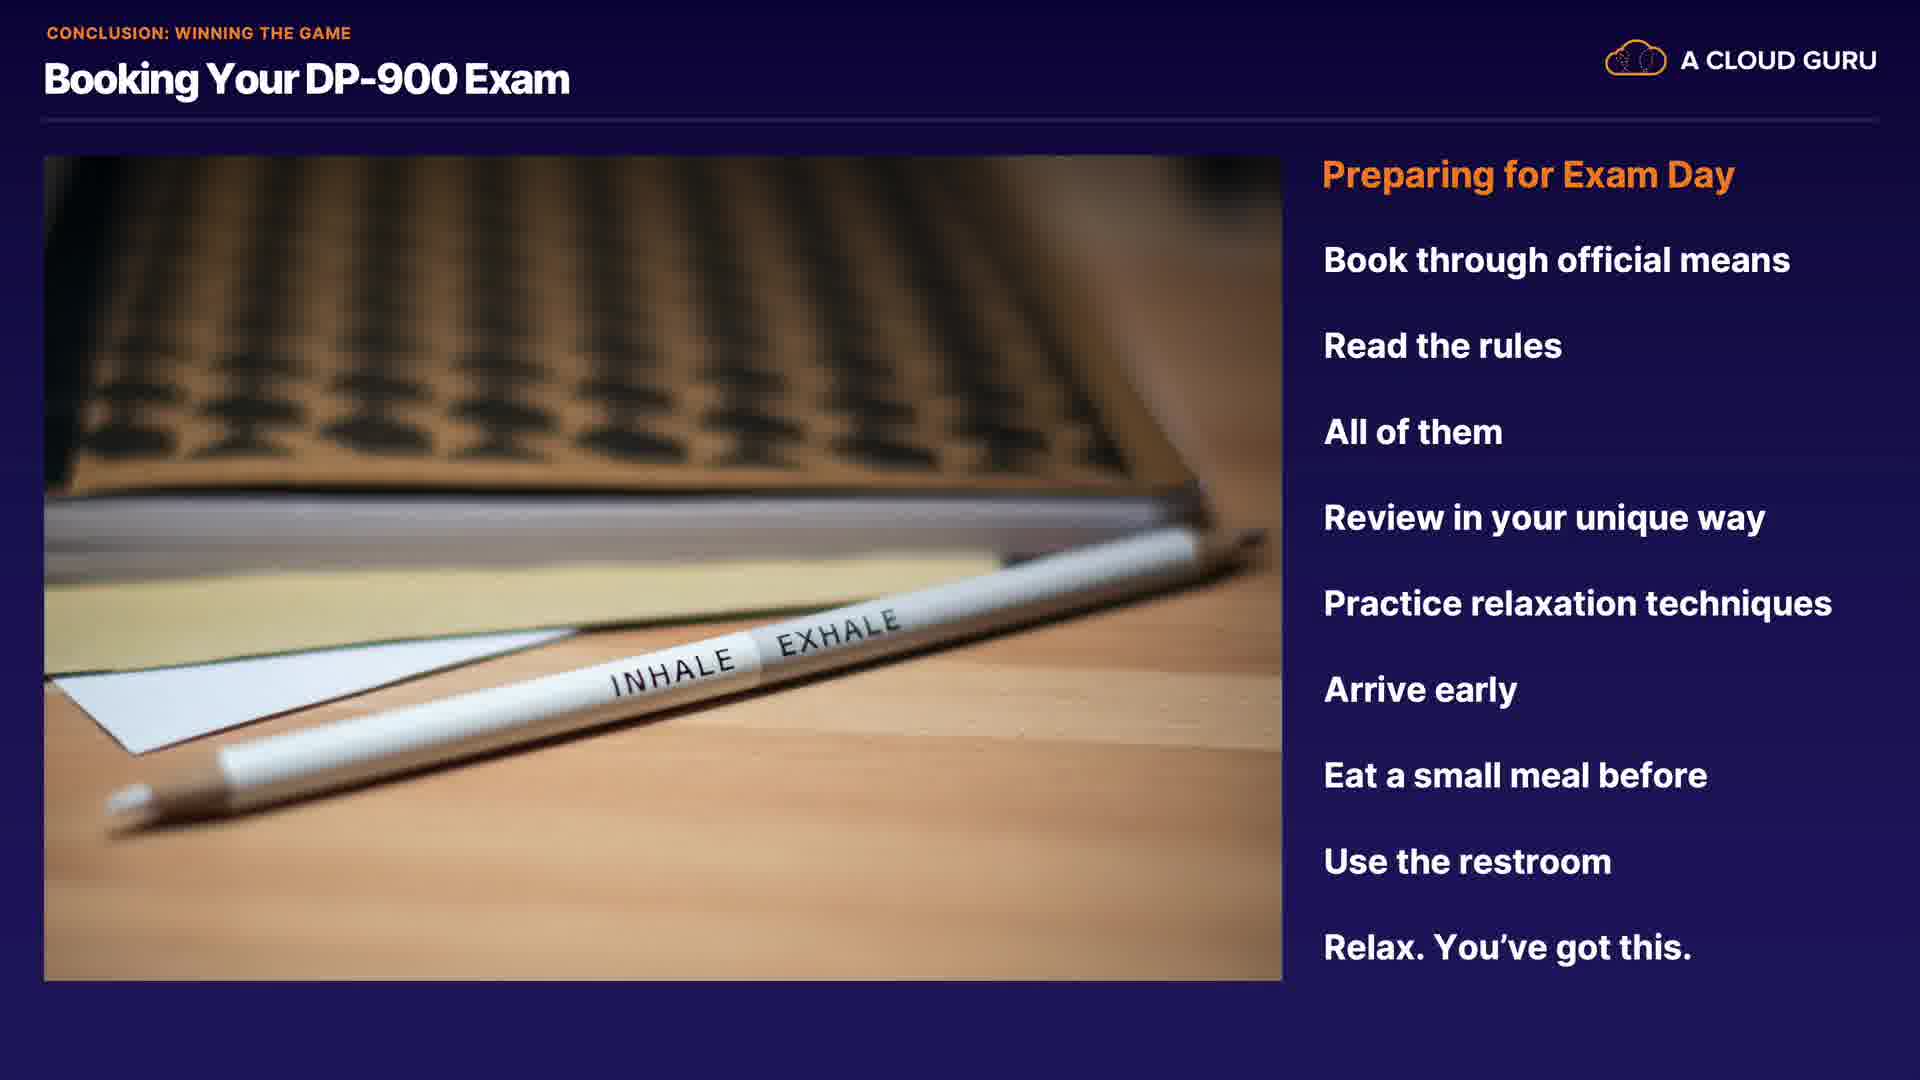 CONCLUSION: WINNING THE GAME
Booking Your DP-900 Exam
A CLOUD GURU
INHALE EXHALE
Preparing for Exam Day
Book through official means
Read the rules
All of them
Review in your unique way
Practice relaxation techniques
Arrive early
Eat a small meal before
Use the restroom
Relax. You’ve got this.